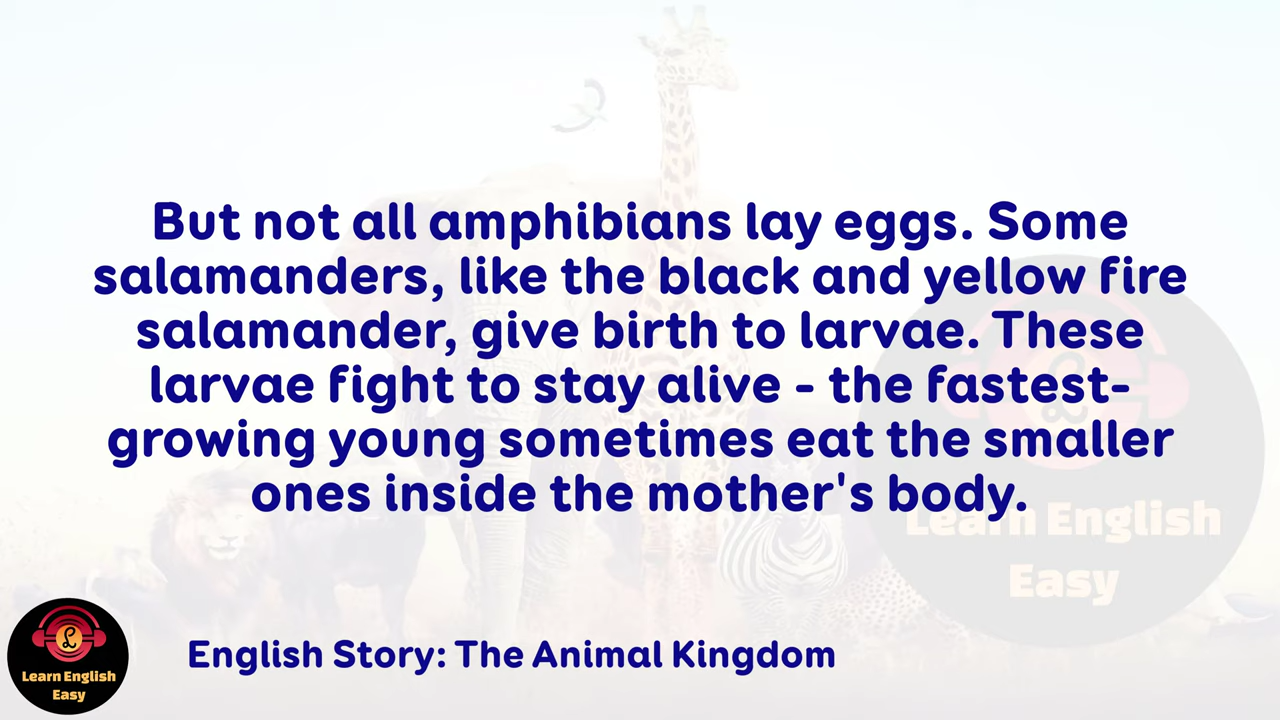 But not all amphibians lay eggs. Some
salamanders, like the black and yellow fire
salamander, give birth to larvae. These
larvae fight to stay alive - the fastest-
growing young sometimes eat the smaller
ones inside the mother's body.
Learn English
Easy
English Story: The Animal Kingdom
Learn English
Easy